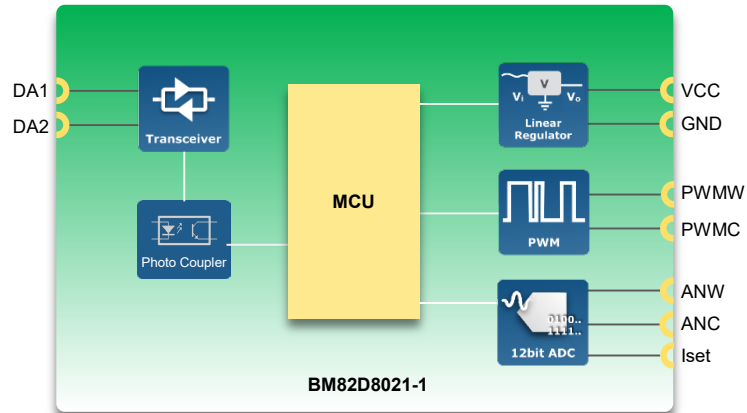 DA1
DA2
Transceiver
Photo Coupler
MCU
V
Vi
Vo
Linear
Regulator
VCC
GND
PWM
PWMW
PWMC
0100..
1111..
12bit ADC
ANW
ANC
Iset
BM82D8021-1